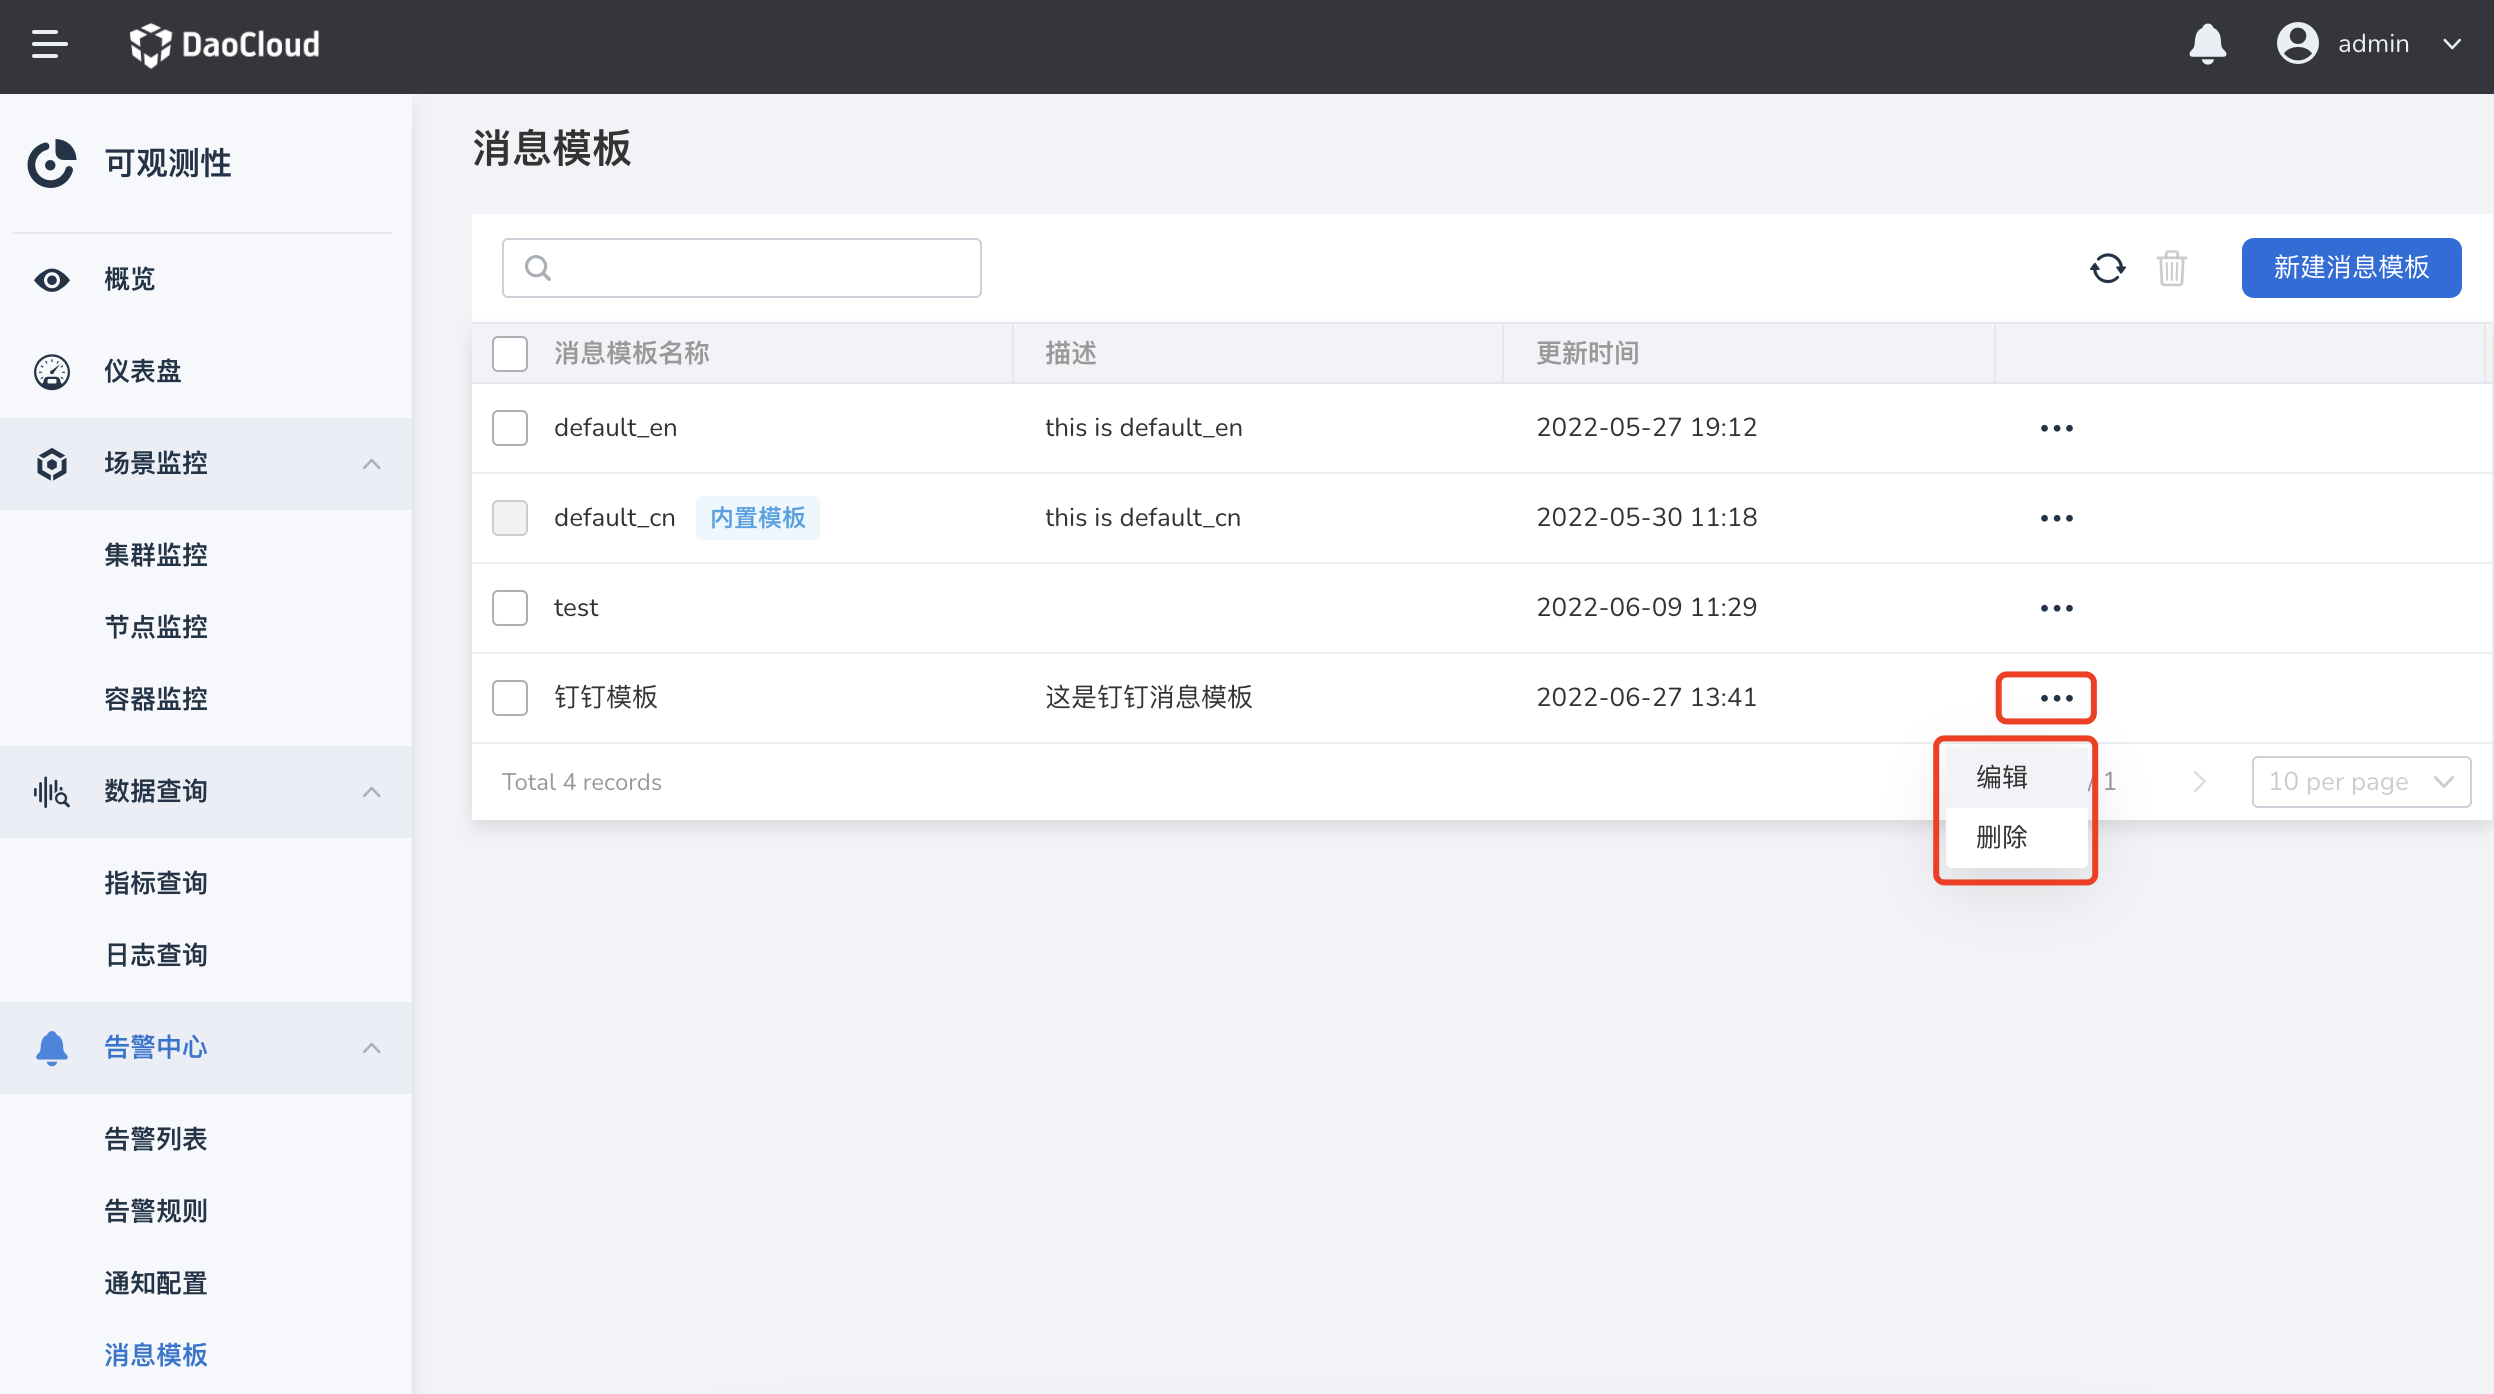 DaoCloud
admin
可观测性
概览
仪表盘
场景监控
集群监控
节点监控
容器监控
数据查询
指标查询
日志查询
告警中心
告警列表
告警规则
通知配置
消息模板
消息模板
新建消息模板
消息模板名称 描述 更新时间
default_en this is default_en 2022-05-27 19:12
default_cn 内置模板 this is default_cn 2022-05-30 11:18
test 2022-06-09 11:29
钉钉模板 这是钉钉消息模板 2022-06-27 13:41
Total 4 records / 1 10 per page
编辑
删除